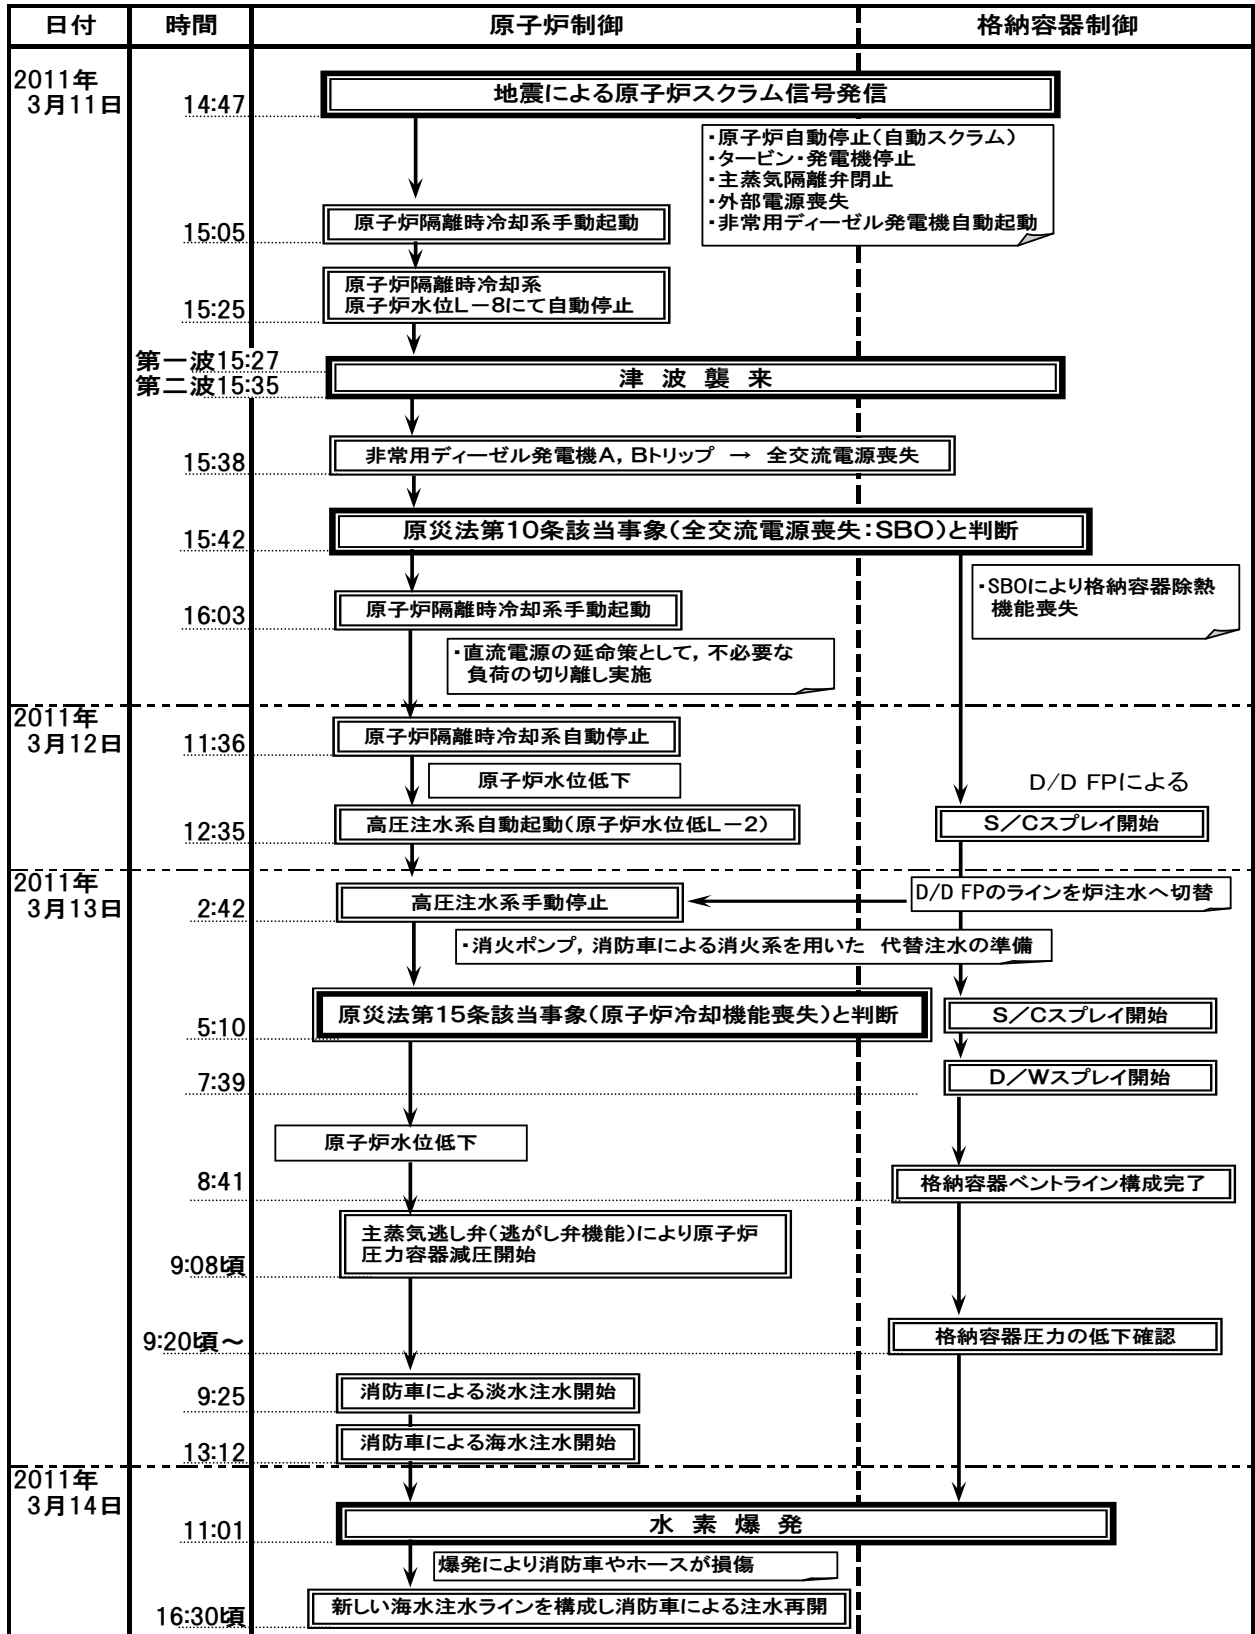 日付 時間 原子炉制御 格納容器制御
2011年
3月11日
14:47
地震による原子炉スクラム信号発信
・原子炉自動停止(自動スクラム)
・タービン・発電機停止
・主蒸気隔離弁閉止
・外部電源喪失
・非常用ディーゼル発電機自動起動
15:05
原子炉隔離時冷却系手動起動
15:25
原子炉隔離時冷却系
原子炉水位L-8にて自動停止
第一波15:27
第二波15:35
津 波 襲 来
15:38
非常用ディーゼル発電機A, Bトリップ → 全交流電源喪失
15:42
原災法第10条該当事象(全交流電源喪失:SBO)と判断
・SBOにより格納容器除熱
機能喪失
16:03
原子炉隔離時冷却系手動起動
・直流電源の延命策として, 不必要な
負荷の切り離し実施
2011年
3月12日
11:36
原子炉隔離時冷却系自動停止
原子炉水位低下
D/D FPによる
12:35
高圧注水系自動起動(原子炉水位低L-2)
S/Cスプレイ開始
2011年
3月13日
2:42
高圧注水系手動停止
D/D FPのラインを炉注水へ切替
・消火ポンプ, 消防車による消火系を用いた 代替注水の準備
5:10
原災法第15条該当事象(原子炉冷却機能喪失)と判断
S/Cスプレイ開始
7:39
D/Wスプレイ開始
原子炉水位低下
8:41
格納容器ベントライン構成完了
9:08頃
主蒸気逃し弁(逃がし弁機能)により原子炉
圧力容器減圧開始
9:20頃~
格納容器圧力の低下確認
9:25
消防車による淡水注水開始
13:12
消防車による海水注水開始
2011年
3月14日
11:01
水 素 爆 発
爆発により消防車やホースが損傷
16:30頃
新しい海水注水ラインを構成し消防車による注水再開